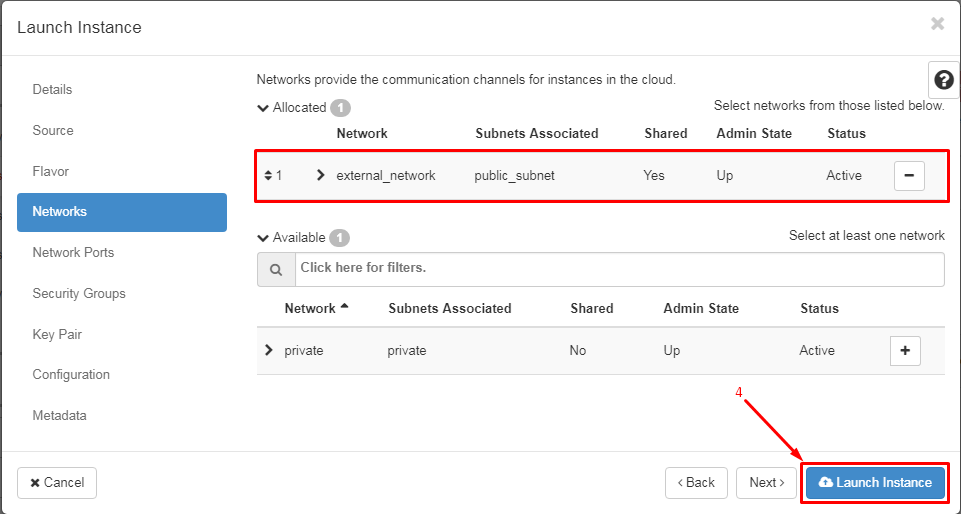 Launch Instance
Details
Source
Flavor
Networks
Network Ports
Security Groups
Key Pair
Configuration
Metadata
Networks provide the communication channels for instances in the cloud.
Allocated 1
Select networks from those listed below.
Network Subnets Associated Shared Admin State Status
1 external_network public_subnet Yes Up Active
Available 1
Select at least one network
Click here for filters.
Network Subnets Associated Shared Admin State Status
private private No Up Active
4
Cancel
Back
Next
Launch Instance